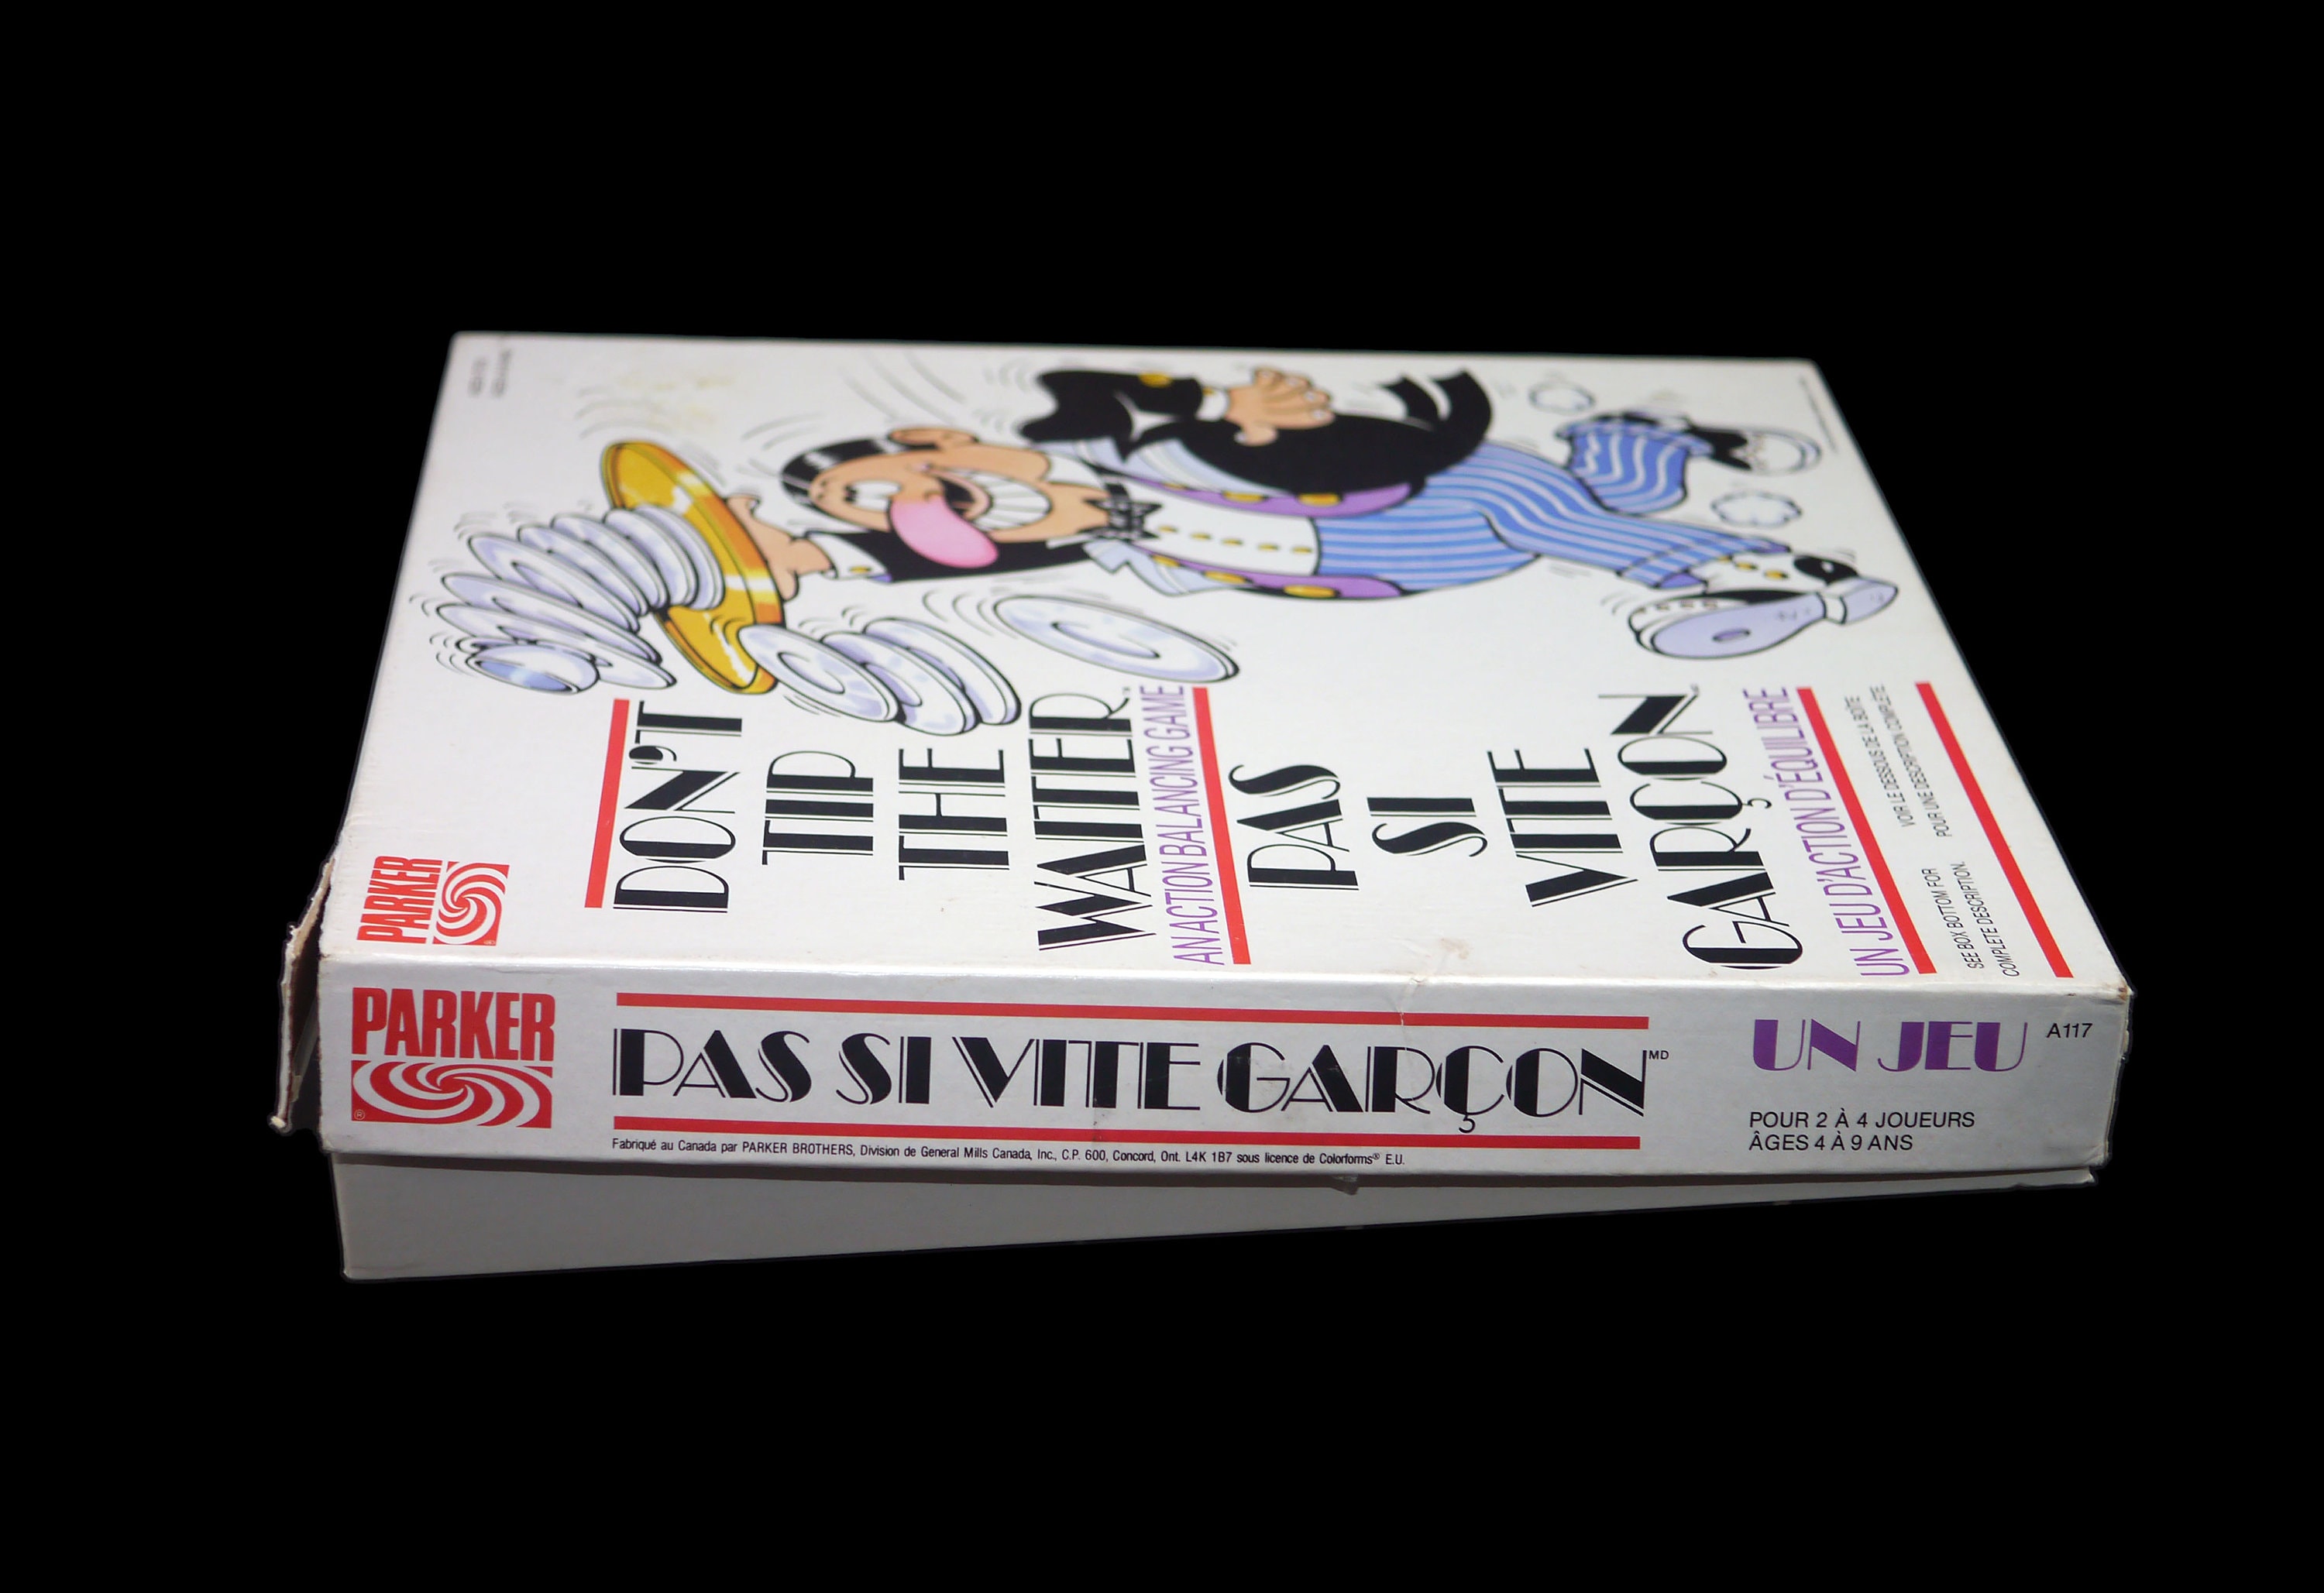 PARKER
DON'T
TIP
THE
WAITER™
AN ACTION BALANCING GAME
PAS
SI
VITE
GARÇON
UN JEU D'ACTION D'ÉQUILIBRE
SEE BOX BOTTOM FOR
COMPLETE DESCRIPTION.
VOIR LE DESSOUS DE LA BOÎTE
POUR UNE DESCRIPTION COMPLÈTE
PARKER
®
PAS SI VITE GARÇON MD
Fabriqué au Canada par PARKER BROTHERS, Division de General Mills Canada, Inc., C.P. 600, Concord, Ont. L4K 1B7 sous licence de Colorforms® E.U.
UN JEU
A117
POUR 2 À 4 JOUEURS
ÂGES 4 À 9 ANS